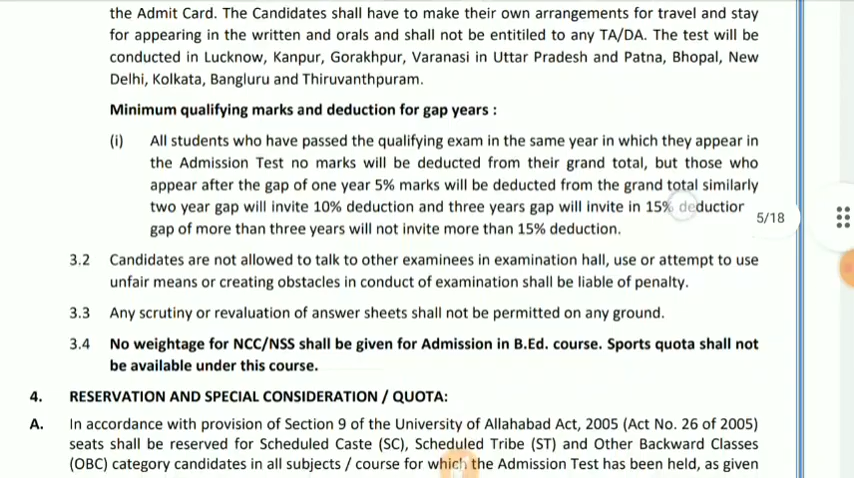 the Admit Card. The Candidates shall have to make their own arrangements for travel and stay
for appearing in the written and orals and shall not be entitiled to any TA/DA. The test will be
conducted in Lucknow, Kanpur, Gorakhpur, Varanasi in Uttar Pradesh and Patna, Bhopal, New
Delhi, Kolkata, Bangluru and Thiruvanthpuram.
Minimum qualifying marks and deduction for gap years :
(i) All students who have passed the qualifying exam in the same year in which they appear in
the Admission Test no marks will be deducted from their grand total, but those who
appear after the gap of one year 5% marks will be deducted from the grand total similarly
two year gap will invite 10% deduction and three years gap will invite in 15% deductior
gap of more than three years will not invite more than 15% deduction.
5/18
3.2 Candidates are not allowed to talk to other examinees in examination hall, use or attempt to use
unfair means or creating obstacles in conduct of examination shall be liable of penalty.
3.3 Any scrutiny or revaluation of answer sheets shall not be permitted on any ground.
3.4 No weightage for NCC/NSS shall be given for Admission in B.Ed. course. Sports quota shall not
be available under this course.
4. RESERVATION AND SPECIAL CONSIDERATION / QUOTA:
A. In accordance with provision of Section 9 of the University of Allahabad Act, 2005 (Act No. 26 of 2005)
seats shall be reserved for Scheduled Caste (SC), Scheduled Tribe (ST) and Other Backward Classes
(OBC) category candidates in all subjects / course for which the Admission Test has been held, as given